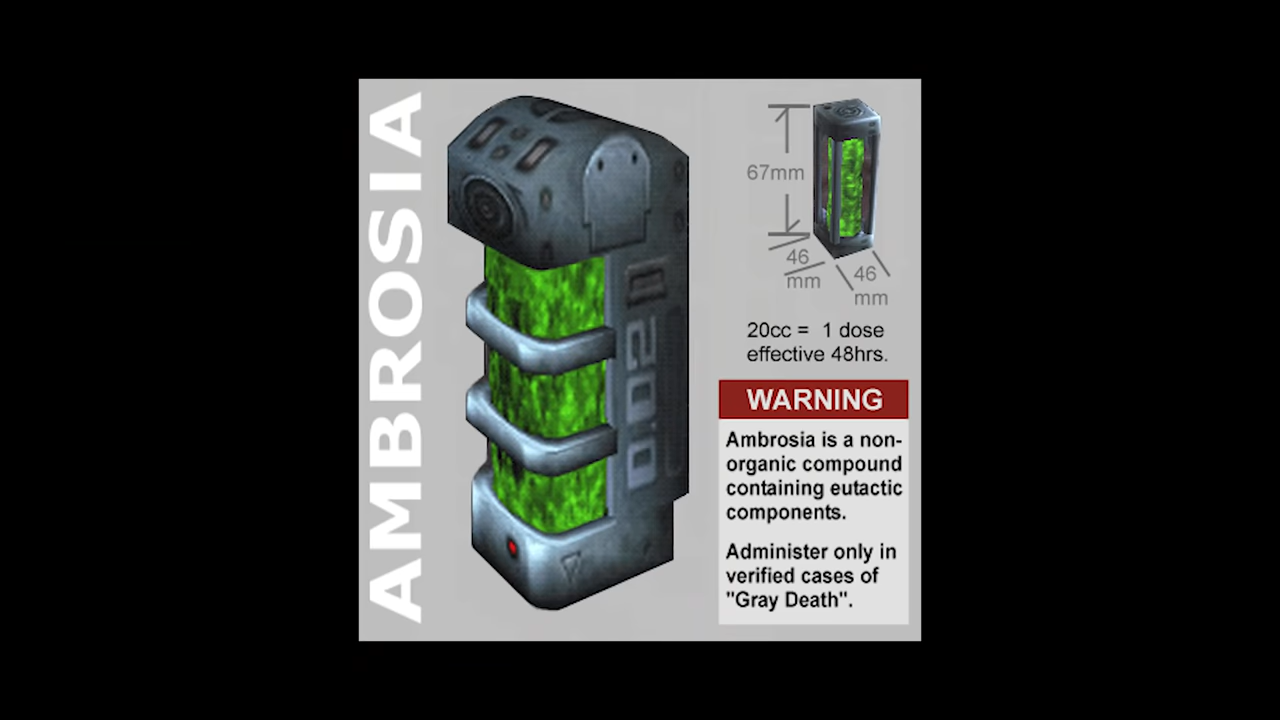 AMBROSIA
0.02
67mm
46
mm
46
mm
20cc = 1 dose
effective 48hrs.
WARNING
Ambrosia is a non-
organic compound
containing eutactic
components.
Administer only in
verified cases of
"Gray Death".